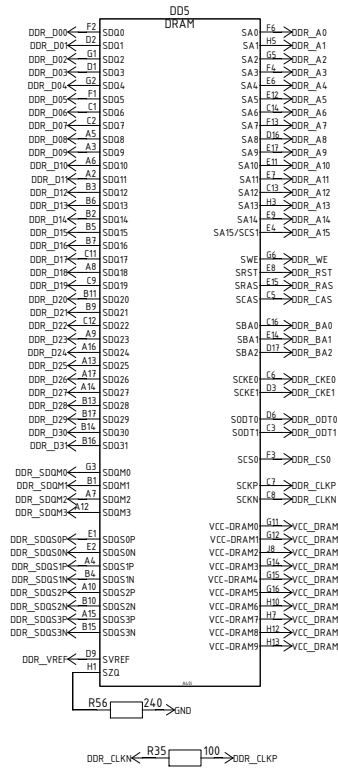 DD5
DRAM
DDR_D00 F2 SDQ0
DDR_D01 D2 SDQ1
DDR_D02 G1 SDQ2
DDR_D03 D1 SDQ3
DDR_D04 G2 SDQ4
DDR_D05 F1 SDQ5
DDR_D06 C1 SDQ6
DDR_D07 C2 SDQ7
DDR_D08 A5 SDQ8
DDR_D09 A3 SDQ9
DDR_D10 A6 SDQ10
DDR_D11 A2 SDQ11
DDR_D12 B3 SDQ12
DDR_D13 B6 SDQ13
DDR_D14 B2 SDQ14
DDR_D15 B5 SDQ15
DDR_D16 B7 SDQ16
DDR_D17 C11 SDQ17
DDR_D18 A8 SDQ18
DDR_D19 C9 SDQ19
DDR_D20 B11 SDQ20
DDR_D21 B9 SDQ21
DDR_D22 C12 SDQ22
DDR_D23 A9 SDQ23
DDR_D24 A16 SDQ24
DDR_D25 A13 SDQ25
DDR_D26 A17 SDQ26
DDR_D27 A14 SDQ27
DDR_D28 B13 SDQ28
DDR_D29 B17 SDQ29
DDR_D30 B14 SDQ30
DDR_D31 B16 SDQ31
DDR_SDQM0 G3 SDQM0
DDR_SDQM1 B1 SDQM1
DDR_SDQM2 A7 SDQM2
DDR_SDQM3 A12 SDQM3
DDR_SDQS0P E1 SDQS0P
DDR_SDQS0N E2 SDQS0N
DDR_SDQS1P A4 SDQS1P
DDR_SDQS1N B4 SDQS1N
DDR_SDQS2P A10 SDQS2P
DDR_SDQS2N B10 SDQS2N
DDR_SDQS3P A15 SDQS3P
DDR_SDQS3N B15 SDQS3N
DDR_VREF D9 SVREF
H1 SZQ
SA0 F6 DDR_A0
SA1 H5 DDR_A1
SA2 G5 DDR_A2
SA3 F4 DDR_A3
SA4 E6 DDR_A4
SA5 E12 DDR_A5
SA6 C14 DDR_A6
SA7 F13 DDR_A7
SA8 D16 DDR_A8
SA9 E17 DDR_A9
SA10 E11 DDR_A10
SA11 E7 DDR_A11
SA12 C13 DDR_A12
SA13 H3 DDR_A13
SA14 E9 DDR_A14
SA15/SCS1 E4 DDR_A15
SWE G6 DDR_WE
SRST E8 DDR_RST
SRAS E15 DDR_RAS
SCAS C5 DDR_CAS
SBA0 C16 DDR_BA0
SBA1 E14 DDR_BA1
SBA2 D17 DDR_BA2
SCKE0 C6 DDR_CKE0
SCKE1 D3 DDR_CKE1
SODT0 D6 DDR_ODT0
SODT1 C3 DDR_ODT1
SCS0 F3 DDR_CS0
SCKP C7 DDR_CLKP
SCKN C8 DDR_CLKN
VCC-DRAM0 G11 VCC_DRAM
VCC-DRAM1 G12 VCC_DRAM
VCC-DRAM2 J8 VCC_DRAM
VCC-DRAM3 G14 VCC_DRAM
VCC-DRAM4 G15 VCC_DRAM
VCC-DRAM5 G16 VCC_DRAM
VCC-DRAM6 H10 VCC_DRAM
VCC-DRAM7 H7 VCC_DRAM
VCC-DRAM8 H12 VCC_DRAM
VCC-DRAM9 H13 VCC_DRAM
R56 240 GND
DDR_CLKN R35 100 DDR_CLKP